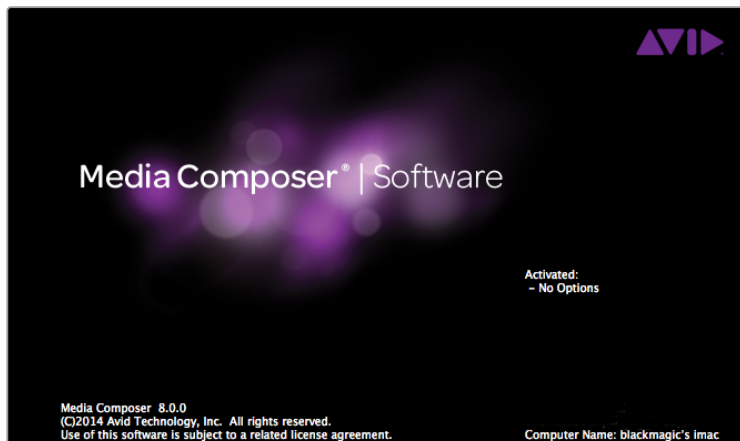 AVID
Media Composer® | Software
Activated:
– No Options
Media Composer 8.0.0
(C)2014 Avid Technology, Inc. All rights reserved.
Use of this software is subject to a related license agreement.
Computer Name: blackmagic's imac